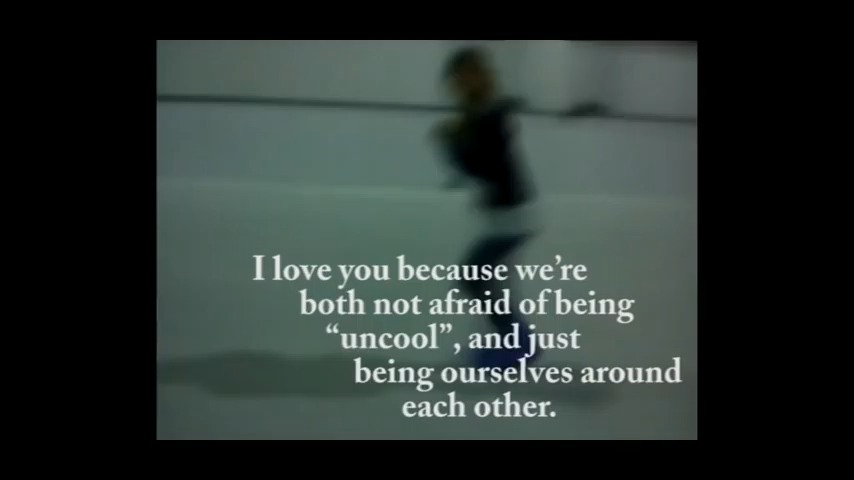 I love you because we're
both not afraid of being
“uncool”, and just
being ourselves around
each other.